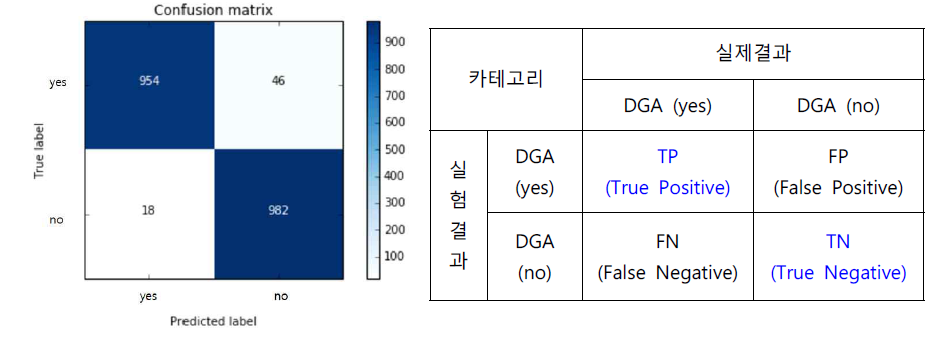 Confusion matrix
yes
954
46
no
18
982
True label
yes
no
Predicted label
900
800
700
600
500
400
300
200
100
카테고리
실제결과
DGA (yes)
DGA (no)
실
험
결
과
DGA
(yes)
TP
(True Positive)
FP
(False Positive)
DGA
(no)
FN
(False Negative)
TN
(True Negative)